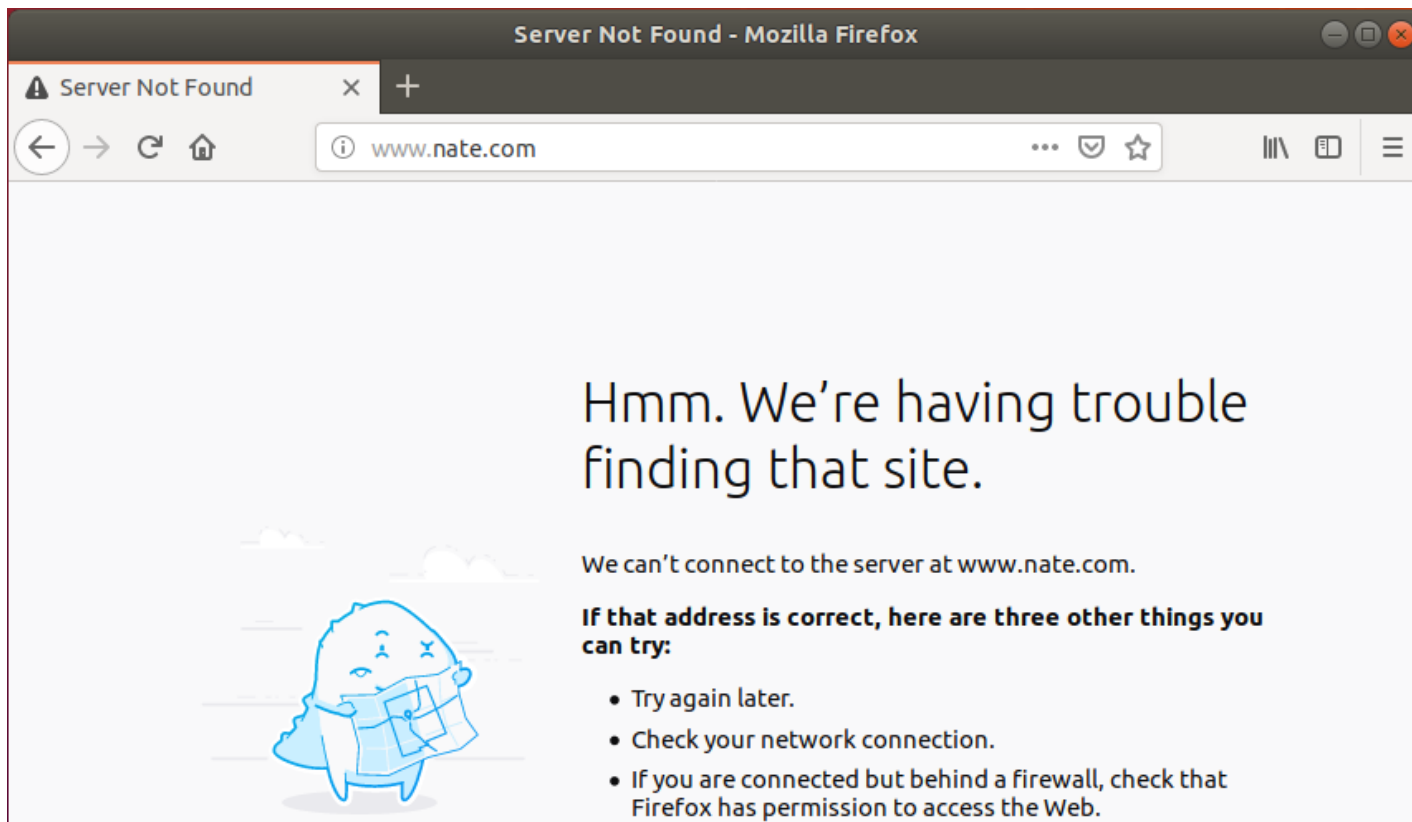 Server Not Found - Mozilla Firefox
Server Not Found
www.nate.com
Hmm. We’re having trouble
finding that site.
We can’t connect to the server at www.nate.com.
If that address is correct, here are three other things you
can try:
• Try again later.
• Check your network connection.
• If you are connected but behind a firewall, check that
Firefox has permission to access the Web.